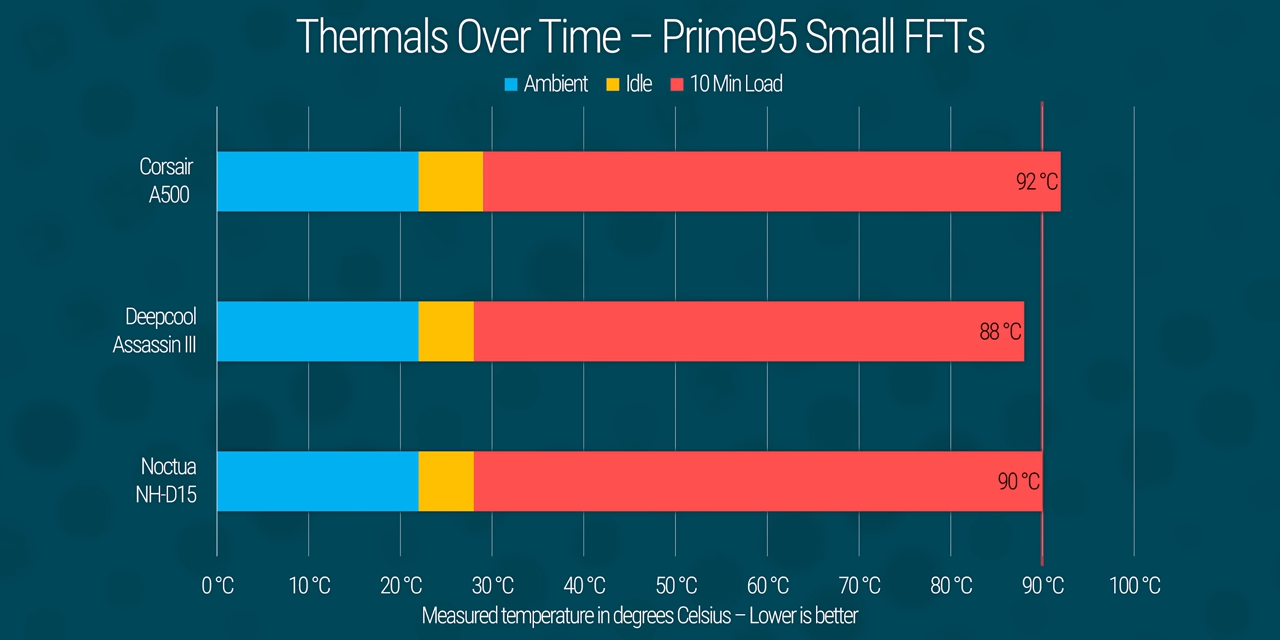 Thermals Over Time – Prime95 Small FFTs
Ambient Idle 10 Min Load
Corsair
A500
92 °C
Deepcool
Assassin III
88 °C
Noctua
NH-D15
90 °C
0 °C 10 °C 20 °C 30 °C 40 °C 50 °C 60 °C 70 °C 80 °C 90 °C 100 °C
Measured temperature in degrees Celsius – Lower is better